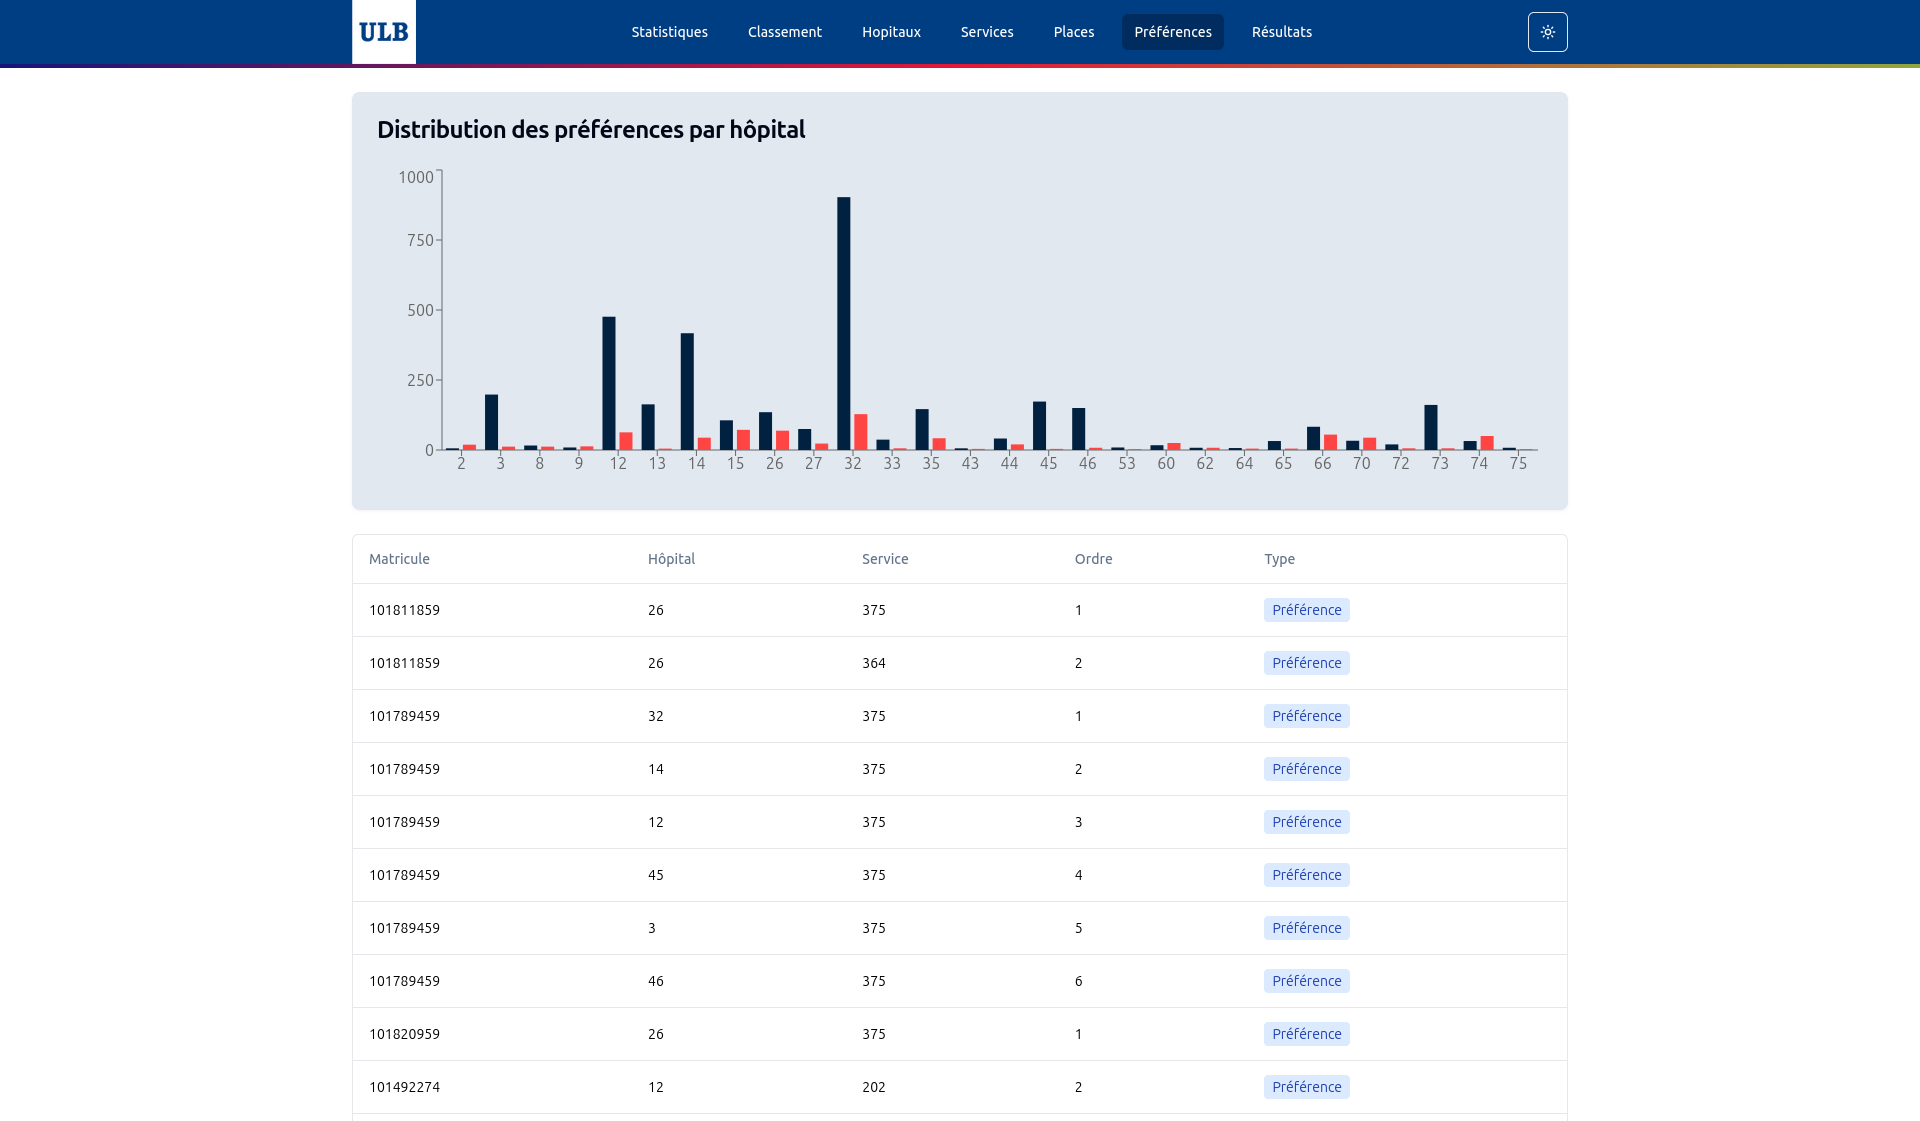 ULB
Statistiques Classement Hopitaux Services Places Préférences Résultats
Distribution des préférences par hôpital
1000
750
500
250
0
2 3 8 9 12 13 14 15 26 27 32 33 35 43 44 45 46 53 60 62 64 65 66 70 72 73 74 75
Matricule Hôpital Service Ordre Type
101811859 26 375 1 Préférence
101811859 26 364 2 Préférence
101789459 32 375 1 Préférence
101789459 14 375 2 Préférence
101789459 12 375 3 Préférence
101789459 45 375 4 Préférence
101789459 3 375 5 Préférence
101789459 46 375 6 Préférence
101820959 26 375 1 Préférence
101492274 12 202 2 Préférence